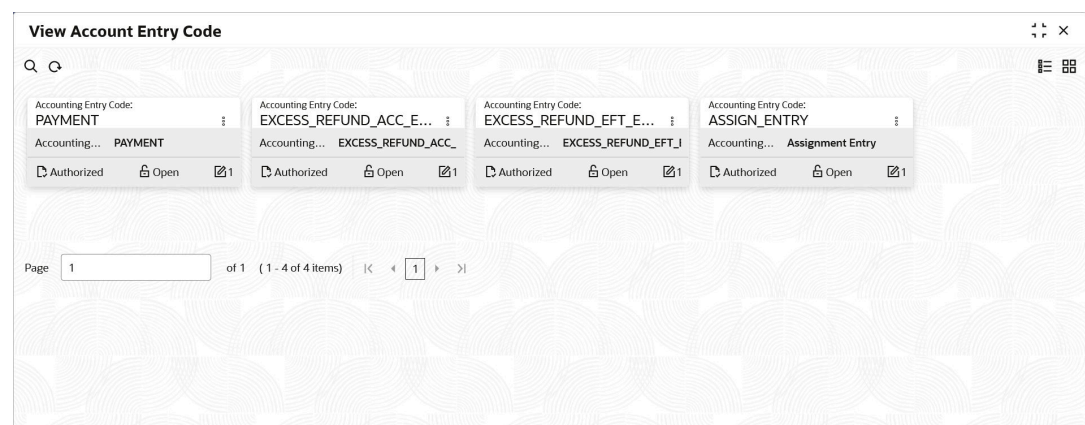 View Account Entry Code
Accounting Entry Code:
PAYMENT
Accounting... PAYMENT
Authorized Open 1
Accounting Entry Code:
EXCESS_REFUND_ACC_E...
Accounting... EXCESS_REFUND_ACC_
Authorized Open 1
Accounting Entry Code:
EXCESS_REFUND_EFT_E...
Accounting... EXCESS_REFUND_EFT_
Authorized Open 1
Accounting Entry Code:
ASSIGN_ENTRY
Accounting... Assignment Entry
Authorized Open 1
Page 1 of 1 (1 - 4 of 4 items) 1